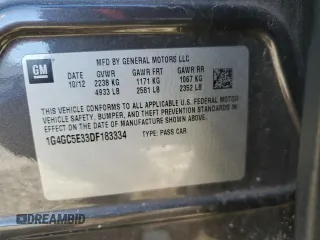 MFD BY GENERAL MOTORS LLC
GM
10/12
GVWR
2238 KG
4933 LB
GAWR FRT
1171 KG
2581 LB
GAWR RR
1067 KG
2352 LB
THIS VEHICLE CONFORMS TO ALL APPLICABLE U.S. FEDERAL MOTOR
VEHICLE SAFETY, BUMPER, AND THEFT PREVENTION STANDARDS
IN EFFECT ON THE DATE OF MANUFACTURE SHOWN ABOVE.
1G4GC5E33DF183334
TYPE: PASS CAR